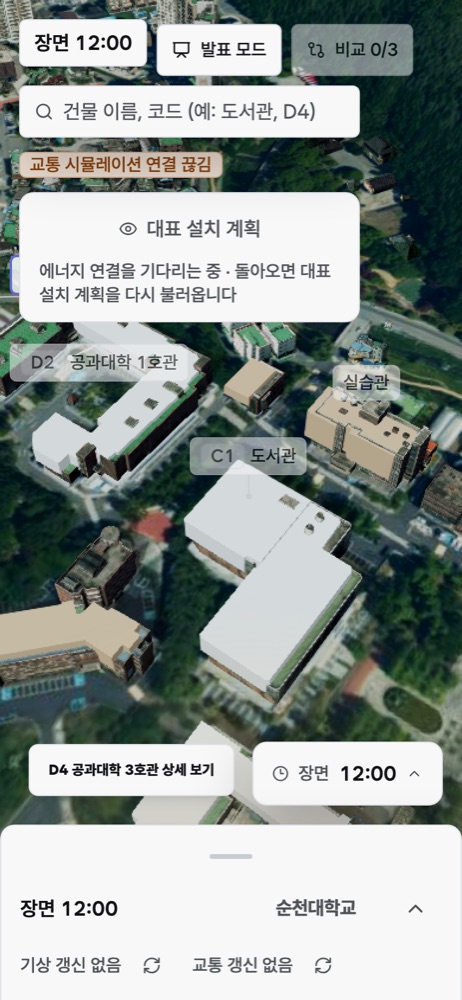 장면 12:00
발표 모드
비교 0/3
건물 이름, 코드 (예: 도서관, D4)
교통 시뮬레이션 연결 끊김
대표 설치 계획
에너지 연결을 기다리는 중 · 돌아오면 대표
설치 계획을 다시 불러옵니다
D2 공과대학 1호관
실습관
C1 도서관
D4 공과대학 3호관 상세 보기
장면 12:00
장면 12:00
순천대학교
기상 갱신 없음
교통 갱신 없음